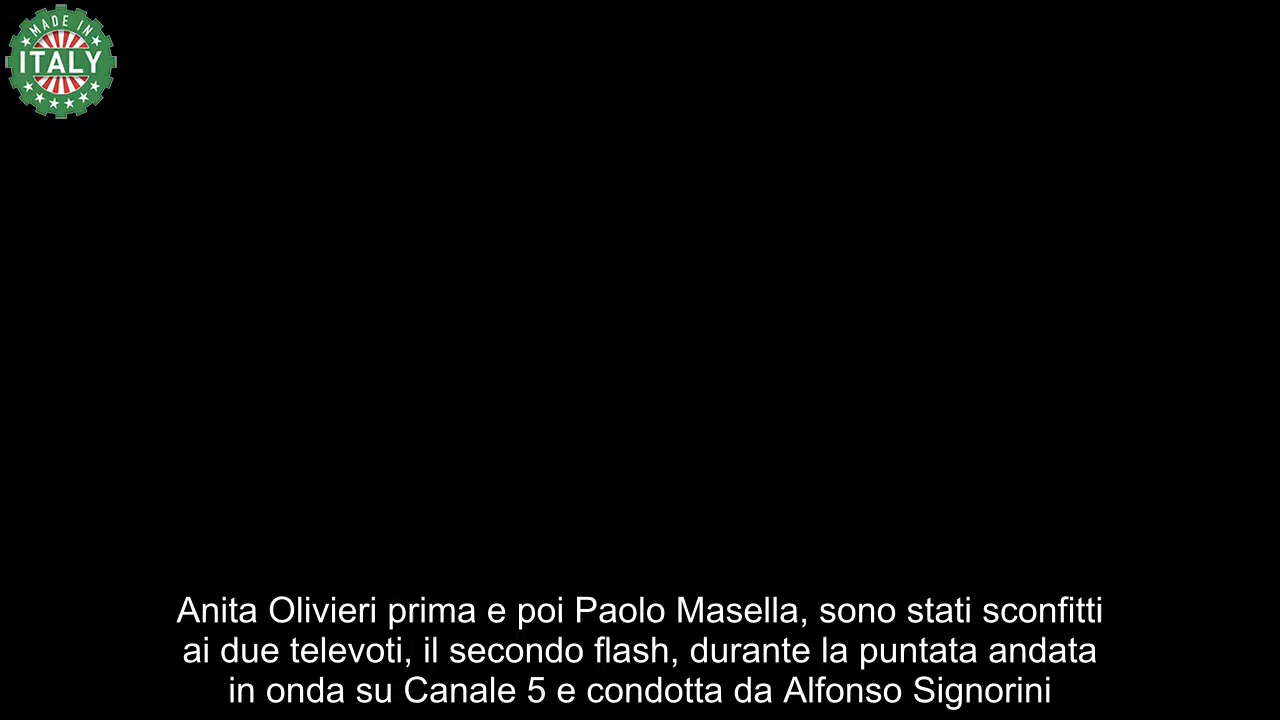 MADE IN
ITALY
Anita Olivieri prima e poi Paolo Masella, sono stati sconfitti
ai due televoti, il secondo flash, durante la puntata andata
in onda su Canale 5 e condotta da Alfonso Signorini